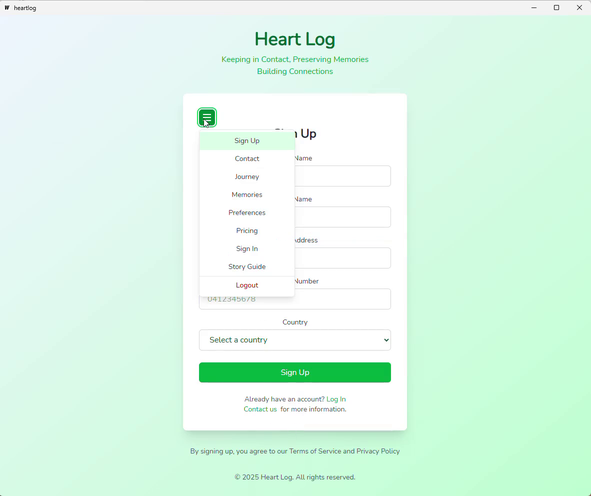 heartlog
Heart Log
Keeping in Contact, Preserving Memories
Building Connections
Up
Sign Up
Contact
Name
Journey
Memories
Name
Preferences
Pricing
Address
Sign In
Story Guide
Number
Logout
0412345678
Country
Select a country
Sign Up
Already have an account? Log In
Contact us for more information.
By signing up, you agree to our Terms of Service and Privacy Policy
© 2025 Heart Log. All rights reserved.